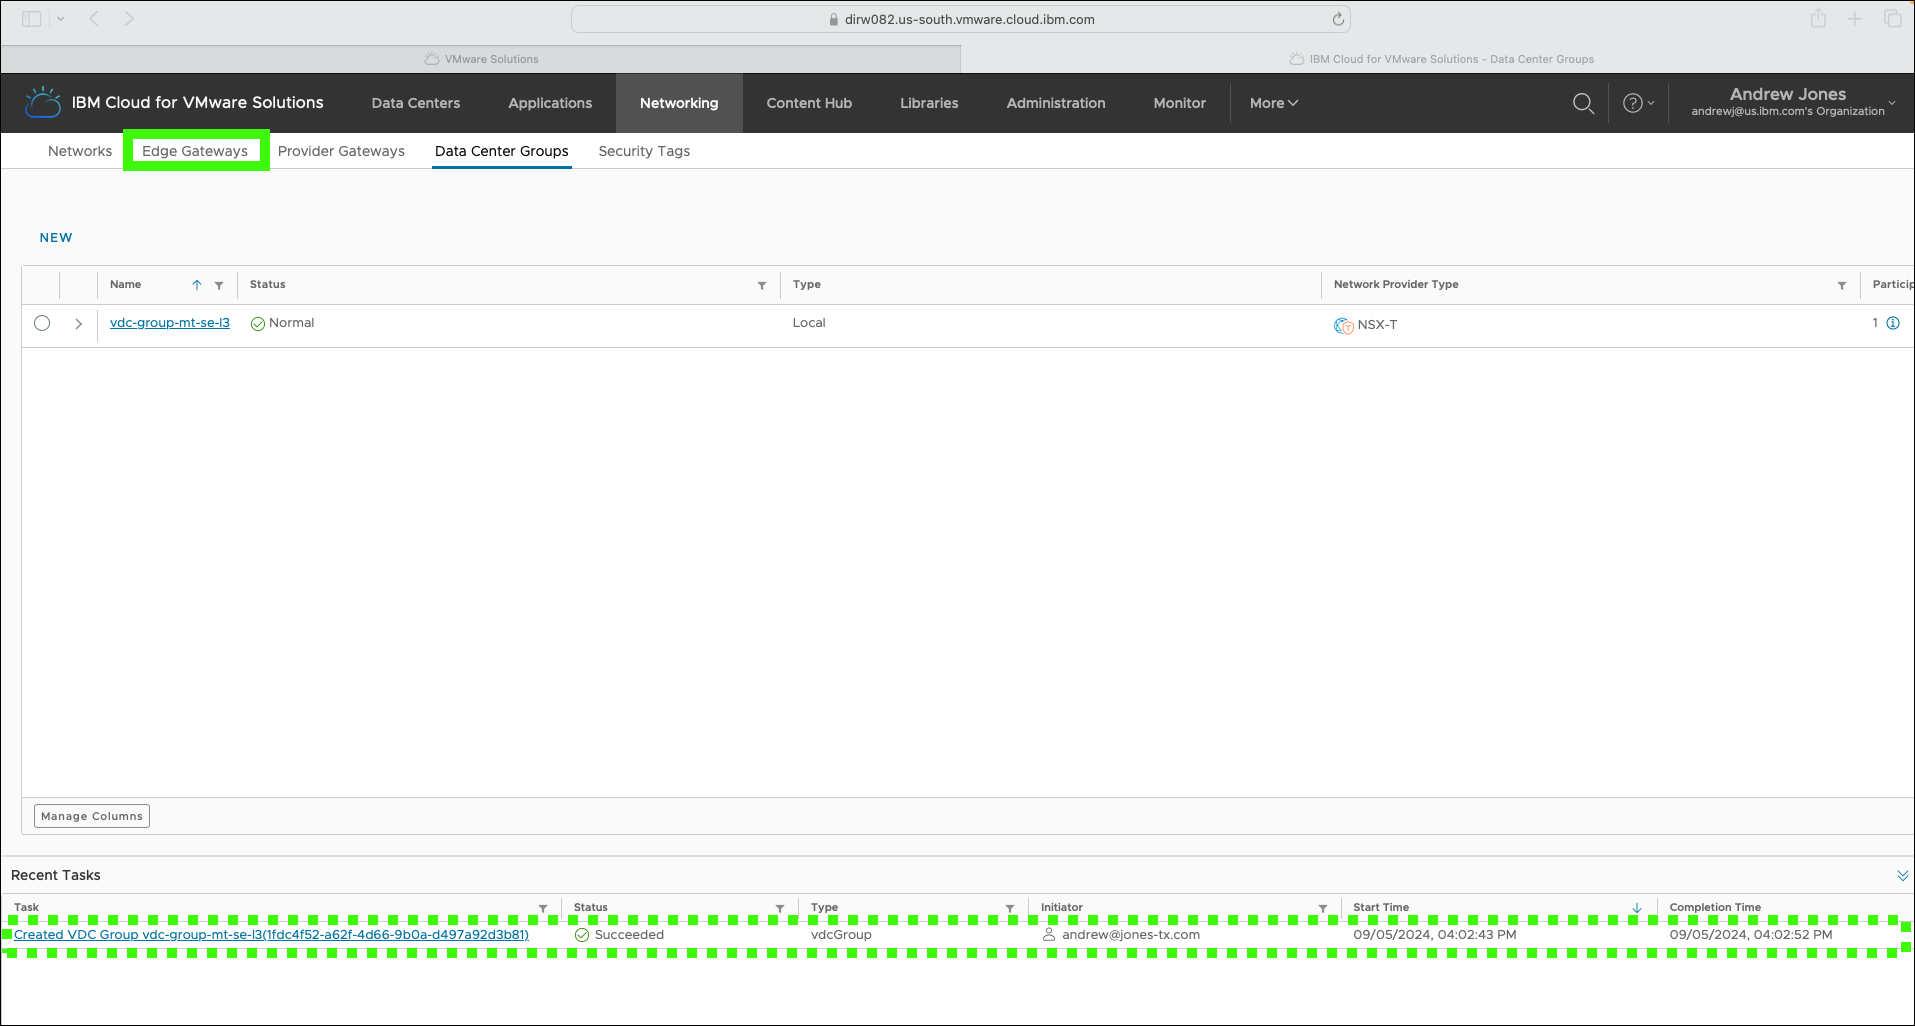 dirw082.us-south.vmware.cloud.ibm.com
VMware Solutions
IBM Cloud for VMware Solutions - Data Center Groups
IBM Cloud for VMware Solutions Data Centers Applications Networking Content Hub Libraries Administration Monitor More
Andrew Jones
andrewj@us.ibm.com's Organization
Networks Edge Gateways Provider Gateways Data Center Groups Security Tags
NEW
Name Status Type Network Provider Type Particip
vdc-group-mt-se-l3 Normal Local NSX-T 1
Manage Columns
Recent Tasks
Task Status Type Initiator Start Time Completion Time
Created VDC Group vdc-group-mt-se-l3(1fdc4f52-a62f-4d66-9b0a-d497a92d3b81) Succeeded vdcGroup andrew@jones-tx.com 09/05/2024, 04:02:43 PM 09/05/2024, 04:02:52 PM